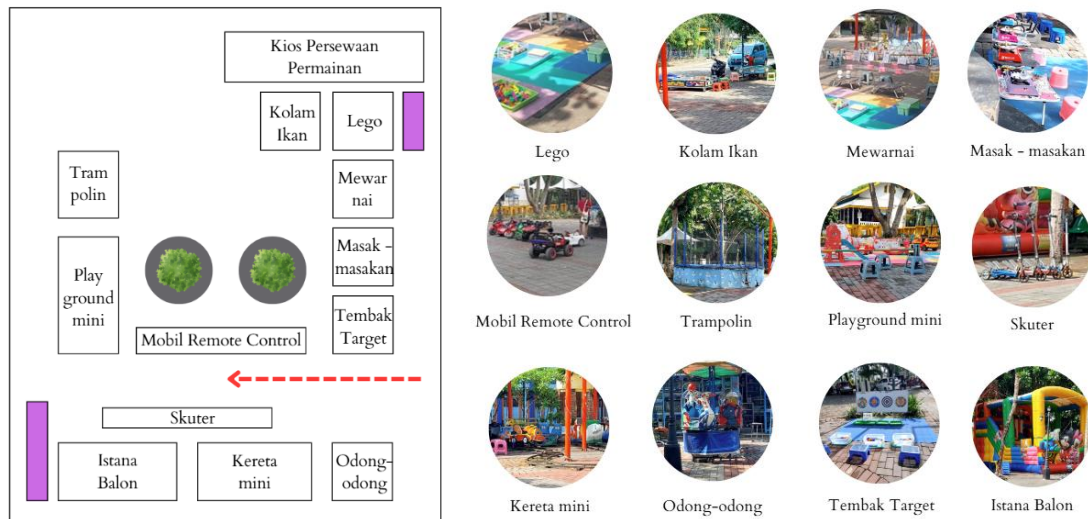 Kios Persewaan
Permainan
Kolam
Ikan
Lego
Tram
polin
Mewar
nai
Play
ground
mini
Masak -
masakan
Tembak
Target
Mobil Remote Control
Skuter
Istana
Balon
Kereta
mini
Odong-
odong
Lego
Kolam Ikan
Mewarnai
Masak - masakan
Mobil Remote Control
Trampolin
Playground mini
Skuter
Kereta mini
Odong-odong
Tembak Target
Istana Balon